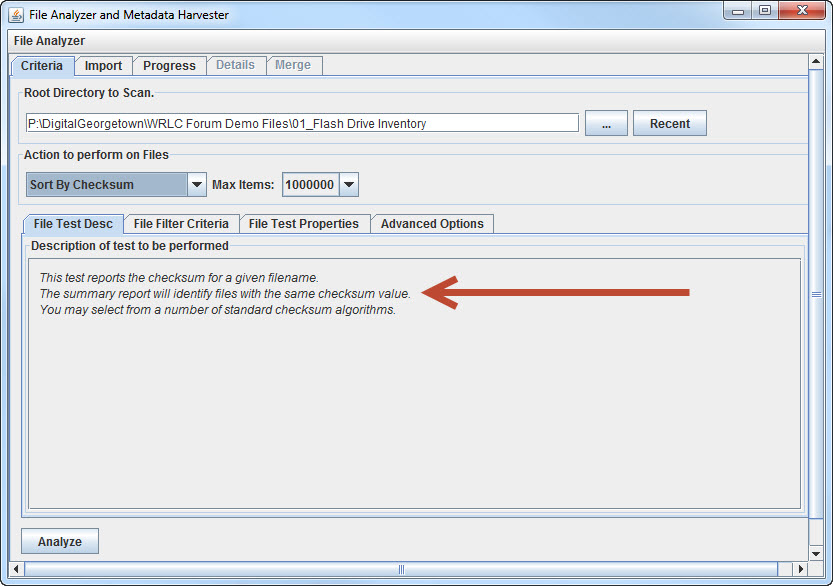 File Analyzer and Metadata Harvester
File Analyzer
Criteria Import Progress Details Merge
Root Directory to Scan.
P:\DigitalGeorgetown\WRLC Forum Demo Files\01_Flash Drive Inventory ... Recent
Action to perform on Files
Sort By Checksum Max Items: 1000000
File Test Desc File Filter Criteria File Test Properties Advanced Options
Description of test to be performed
This test reports the checksum for a given filename.
The summary report will identify files with the same checksum value.
You may select from a number of standard checksum algorithms.
Analyze